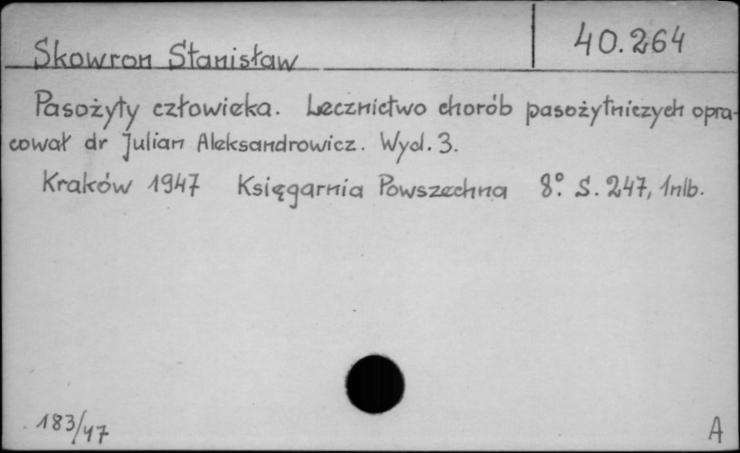 Skowron Stanisław
40.264
Pasożyty człowieka. Lecznictwo chorób pasożytniczych opra-
cował dr Julian Aleksandrowicz. Wyd. 3.
Kraków 1947 Księgarnia Powszechna 8° S. 247, 1nlb.
183/47
A